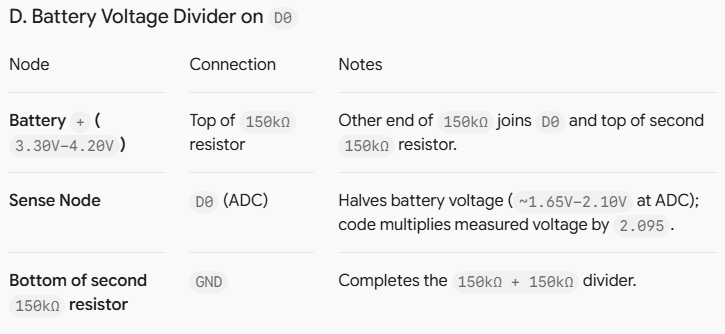 D. Battery Voltage Divider on D0
Node Connection Notes
Battery + ( Top of 150kΩ Other end of 150kΩ joins D0 and top of second
3.30V–4.20V ) resistor 150kΩ resistor.
Sense Node D0 (ADC) Halves battery voltage ( ~1.65V–2.10V at ADC);
code multiplies measured voltage by 2.095 .
Bottom of second GND Completes the 150kΩ + 150kΩ divider.
150kΩ resistor